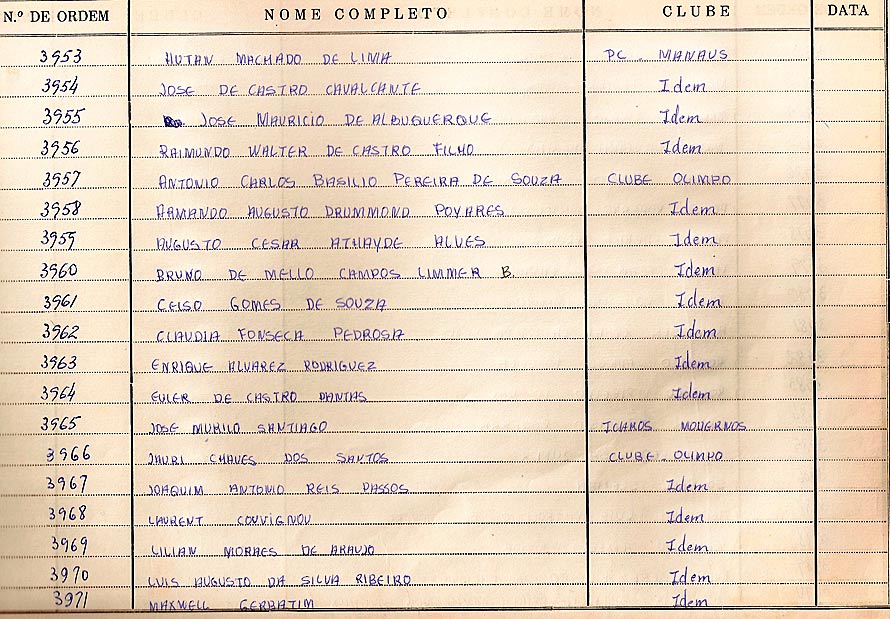 N.º DE ORDEM NOME COMPLETO CLUBE DATA
3953 HUTAN MACHADO DE LIMA PC. MANAUS
3954 JOSE DE CASTRO CAVALCANTE Idem
3955 JOSE MAURICIO DE ALBUQUERQUE Idem
3956 RAIMUNDO WALTER DE CASTRO FILHO Idem
3957 ANTONIO CARLOS BASILIO PEREIRA DE SOUZA CLUBE OLIMPO
3958 ARMANDO AUGUSTO DRUMMOND POVARES Idem
3959 AUGUSTO CESAR ATHAYDE ALVES Idem
3960 BRUNO DE MELLO CAMPOS LIMMER B. Idem
3961 CELSO GOMES DE SOUZA Idem
3962 CLAUDIA FONSECA PEDROSA Idem
3963 ENRIQUE ALVAREZ RODRIGUEZ Idem
3964 EULER DE CASTRO DANTAS Idem
3965 JOSE MURILO SANTIAGO ICAROS MODERNOS
3966 JAURI CHAVES DOS SANTOS CLUBE OLIMPO
3967 JOAQUIM ANTONIO REIS PASSOS Idem
3968 LAURENT COUVIGNOU Idem
3969 LILIAN MORAES DE ARAUJO Idem
3970 LUIS AUGUSTO DA SILVA RIBEIRO Idem
3971 MAXWELL GERBATIM Idem